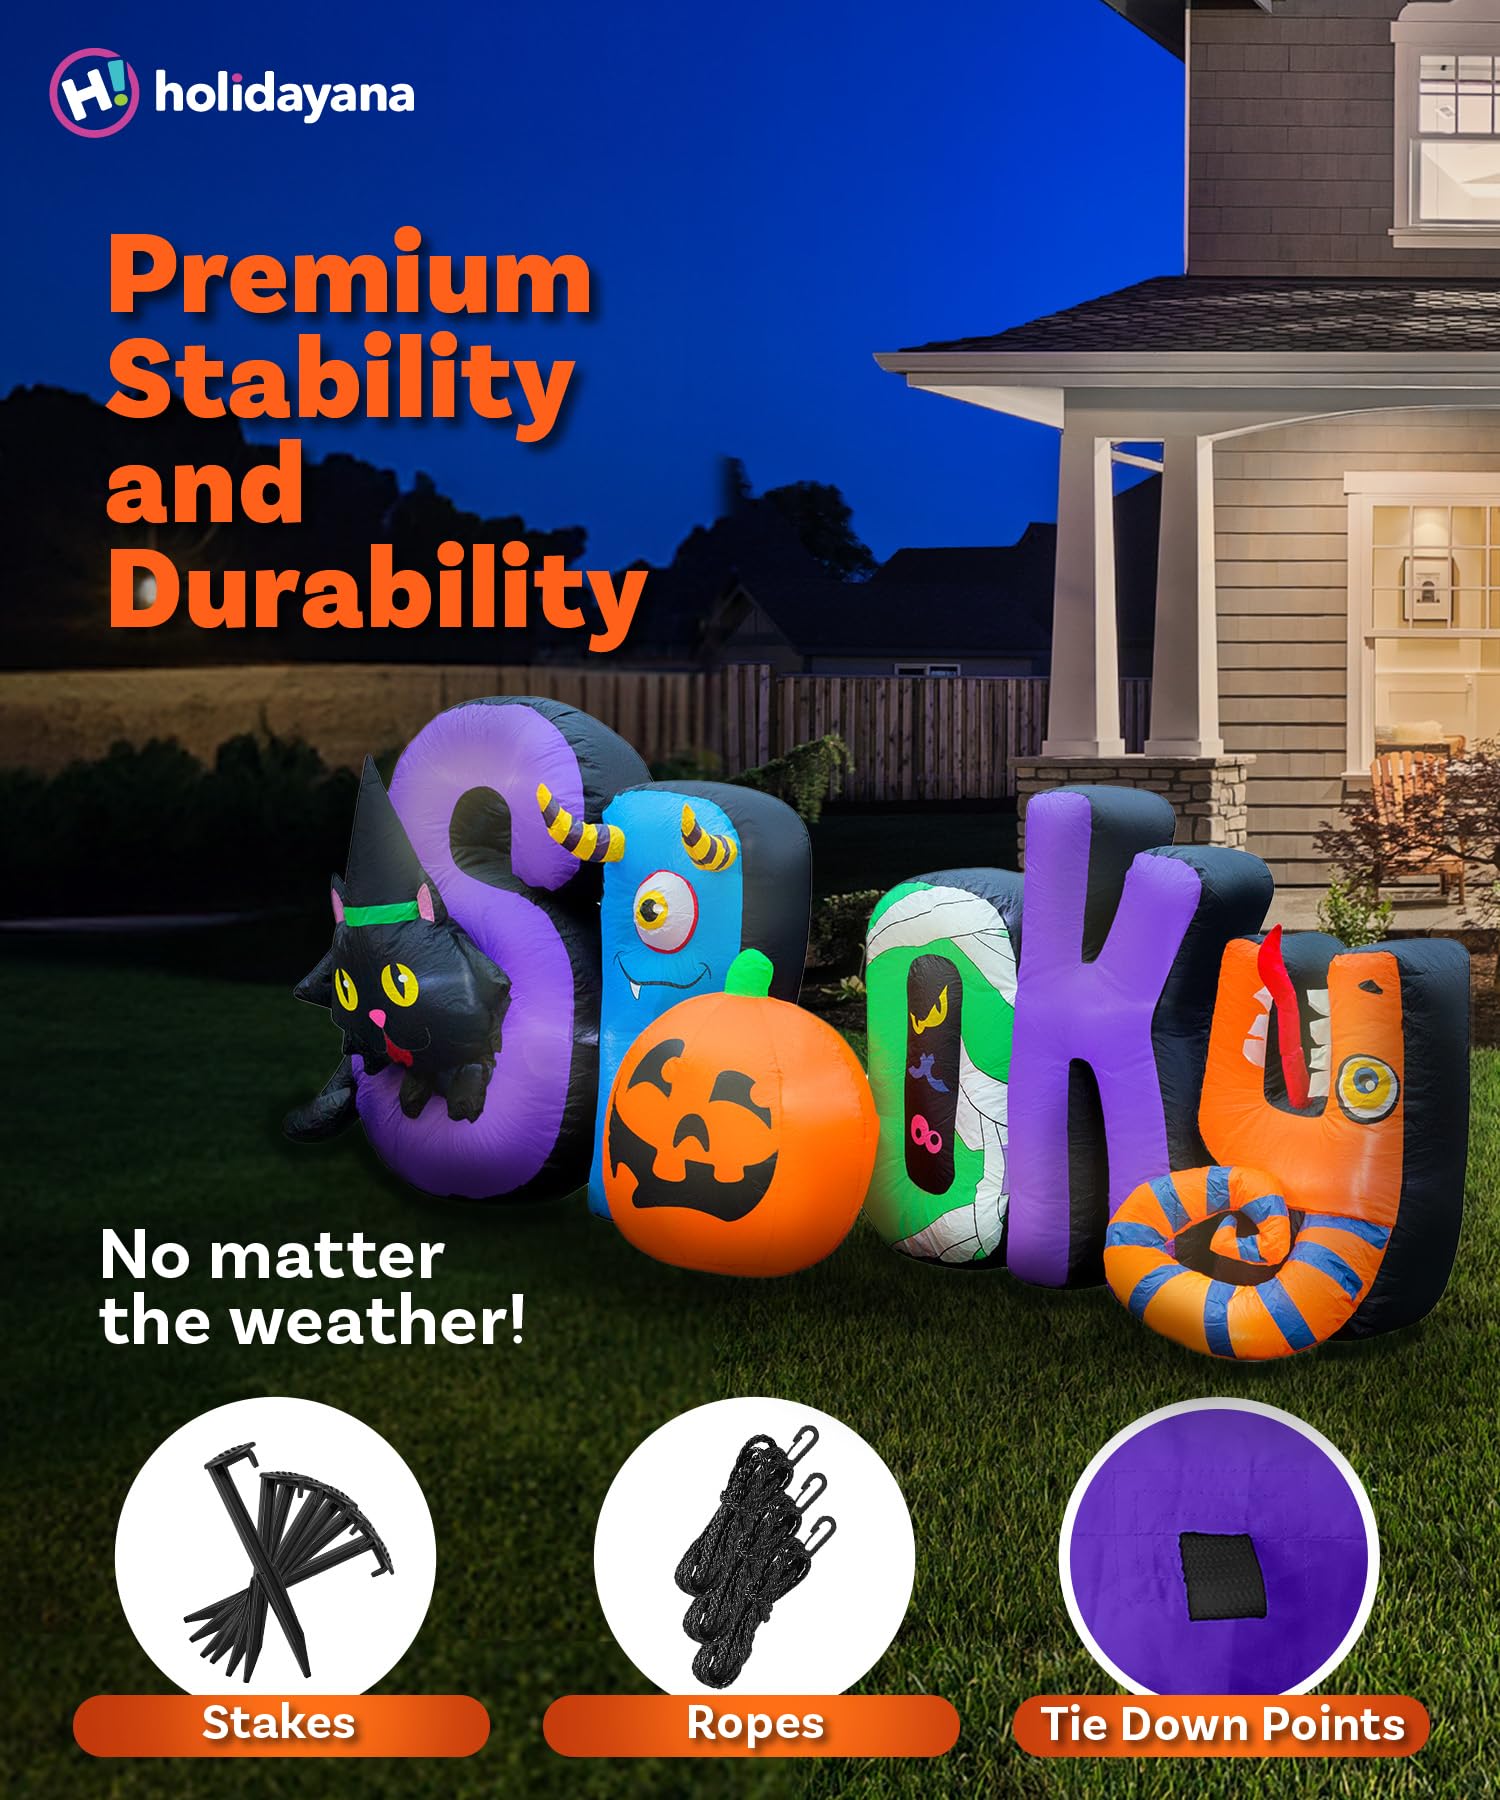 H! holidayana
Premium
Stability
and
Durability
Spooky
No matter
the weather!
Stakes
Ropes
Tie Down Points